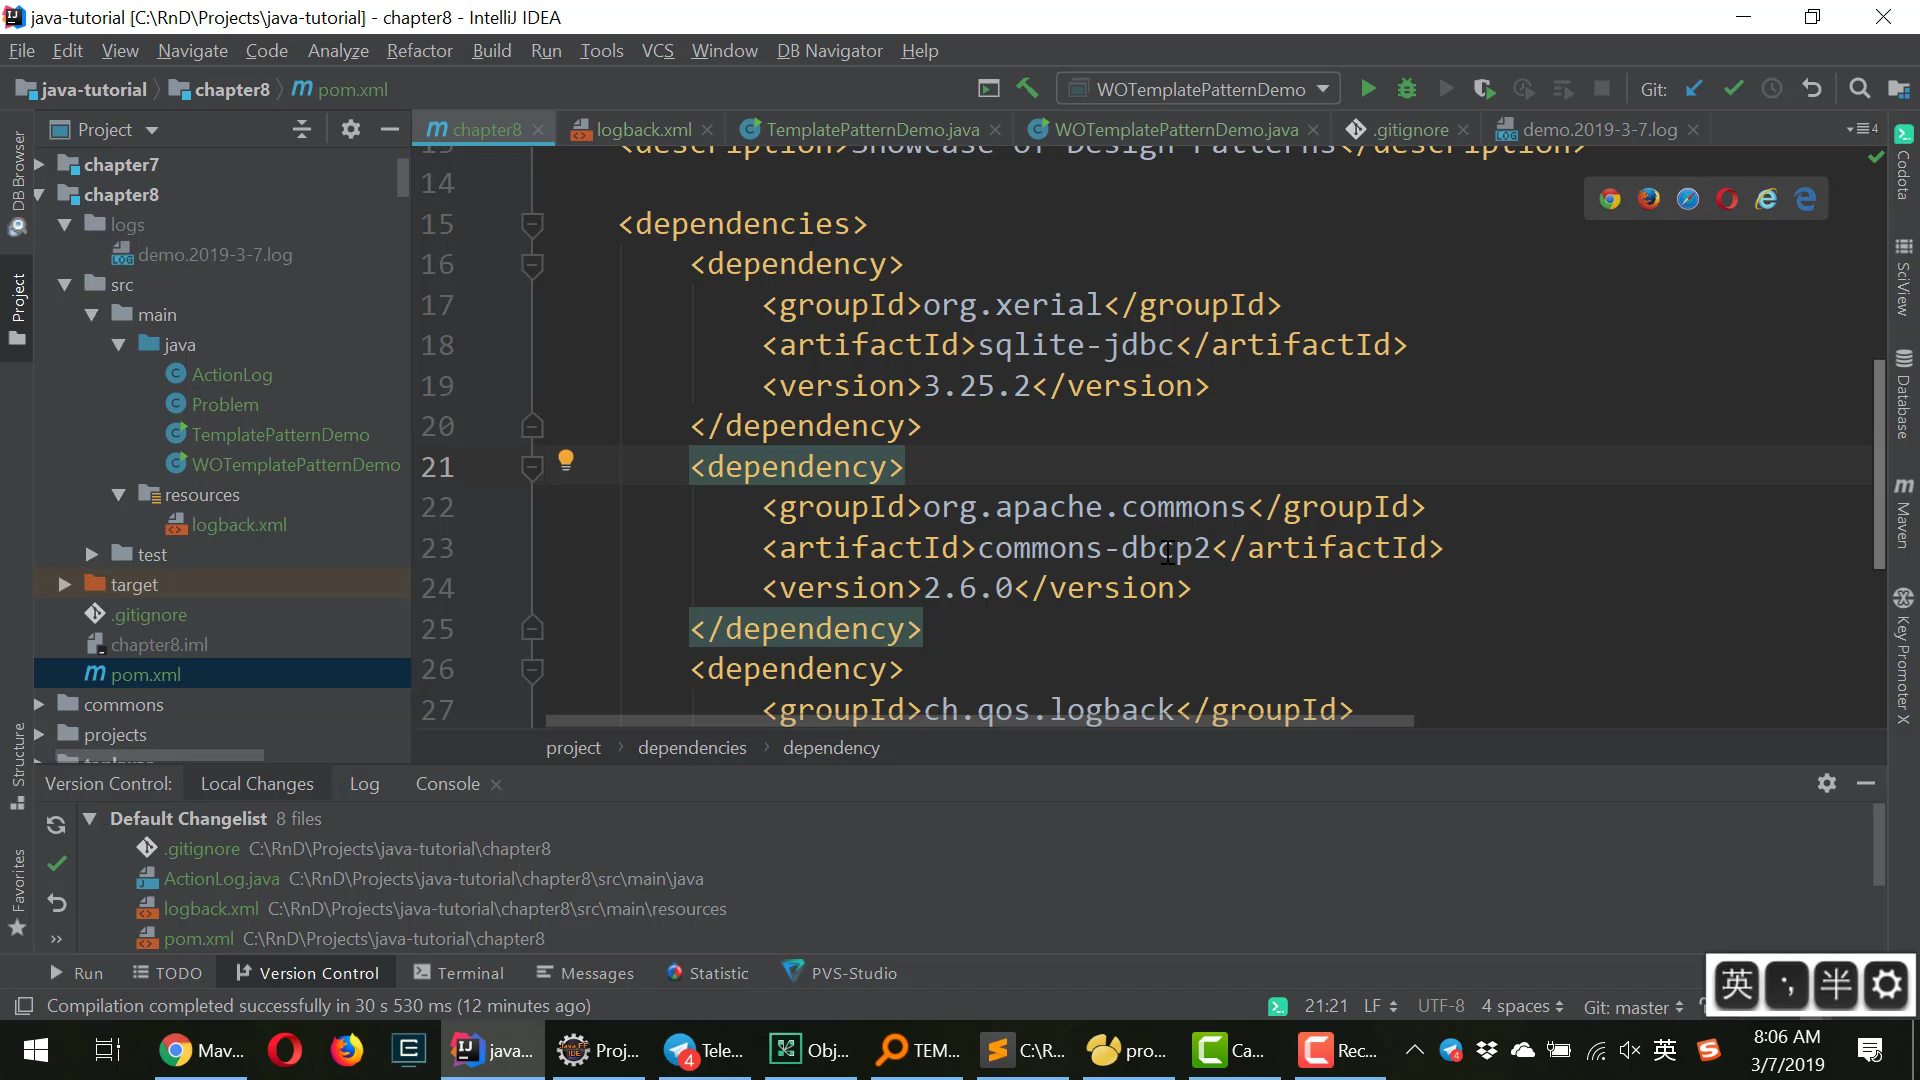 java-tutorial [C:\RnD\Projects\java-tutorial] - chapter8 - IntelliJ IDEA
File Edit View Navigate Code Analyze Refactor Build Run Tools VCS Window DB Navigator Help
java-tutorial chapter8 pom.xml
WOTemplatePatternDemo
Git:
Project
chapter8
logback.xml
TemplatePatternDemo.java
WOTemplatePatternDemo.java
.gitignore
demo.2019-3-7.log
4
DB Browser
Project
Structure
Favorites
chapter7
chapter8
logs
demo.2019-3-7.log
src
main
java
ActionLog
Problem
TemplatePatternDemo
WOTemplatePatternDemo
resources
logback.xml
test
target
.gitignore
chapter8.iml
pom.xml
commons
projects
<description>Showcase of Design Patterns</description>
14
15 <dependencies>
16 <dependency>
17 <groupId>org.xerial</groupId>
18 <artifactId>sqlite-jdbc</artifactId>
19 <version>3.25.2</version>
20 </dependency>
21 <dependency>
22 <groupId>org.apache.commons</groupId>
23 <artifactId>commons-dbcp2</artifactId>
24 <version>2.6.0</version>
25 </dependency>
26 <dependency>
27 <groupId>ch.qos.logback</groupId>
project dependencies dependency
Codota
SciView
Database
Maven
Key Promoter X
Version Control: Local Changes Log Console
Default Changelist 8 files
.gitignore C:\RnD\Projects\java-tutorial\chapter8
ActionLog.java C:\RnD\Projects\java-tutorial\chapter8\src\main\java
logback.xml C:\RnD\Projects\java-tutorial\chapter8\src\main\resources
pom.xml C:\RnD\Projects\java-tutorial\chapter8
Run TODO Version Control Terminal Messages Statistic PVS-Studio
英 半
Compilation completed successfully in 30 s 530 ms (12 minutes ago)
21:21 LF UTF-8 4 spaces Git: master
Mav... java... Proj... 4 Tele... Obj... TEM... C:\R... pro... Ca... Rec... 4 英
8:06 AM
3/7/2019